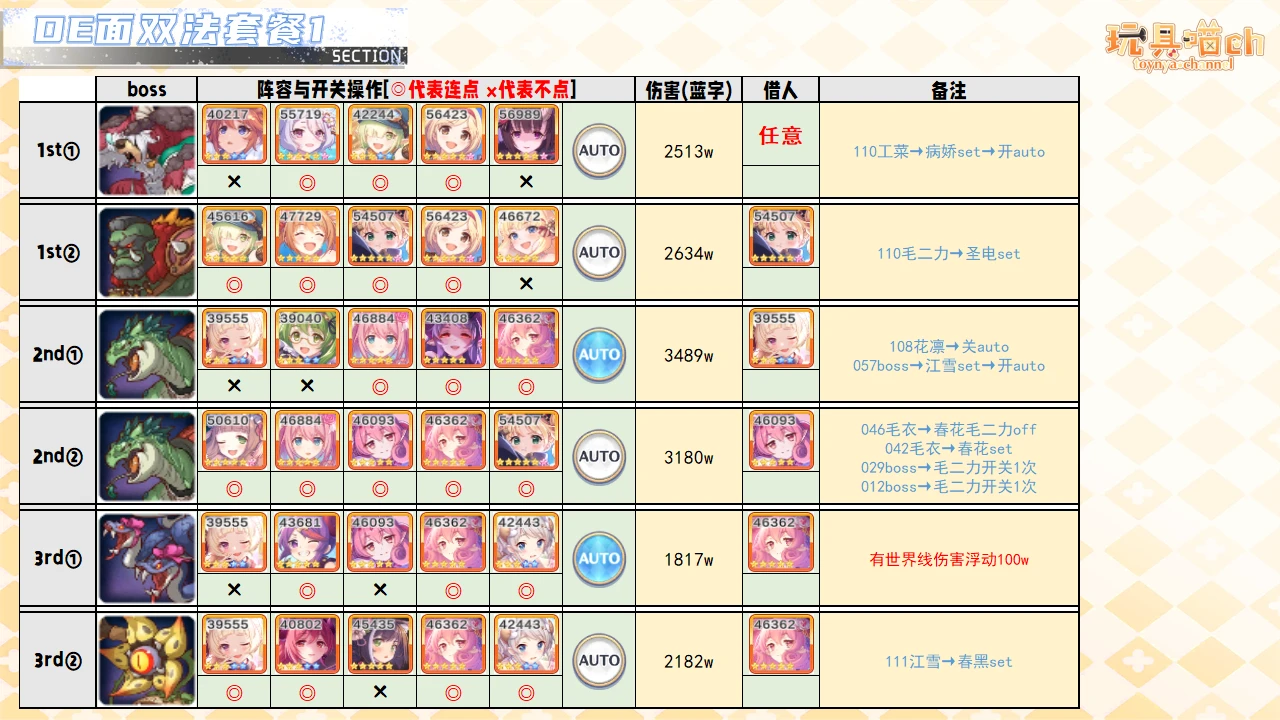 DE面双法套餐1
SECTION
玩具喵ch
toynya channel
boss 阵容与开关操作[◎代表连点 ×代表不点] 伤害(蓝字) 借人 备注
40217 55719 42244 56423 56989
1st① AUTO 2513w 任意 110工菜→病娇set→开auto
× ◎ ◎ ◎ ×
45616 47729 54507 56423 46672 54507
1st② AUTO 2634w 110毛二力→圣电set
◎ ◎ ◎ ◎ ×
39555 39040 46884 43408 46362 39555
2nd① AUTO 3489w
108花凛→关auto
057boss→江雪set→开auto
× × ◎ ◎ ◎
50610 46884 46093 46362 54507 46093
2nd② AUTO 3180w
046毛衣→春花毛二力off
042毛衣→春花set
029boss→毛二力开关1次
012boss→毛二力开关1次
◎ ◎ ◎ ◎ ◎
39555 43681 46093 46362 42443 46362
3rd① AUTO 1817w 有世界线伤害浮动100w
× ◎ × ◎ ◎
39555 40802 45435 46362 42443 46362
3rd② AUTO 2182w 111江雪→春黑set
◎ ◎ × ◎ ◎